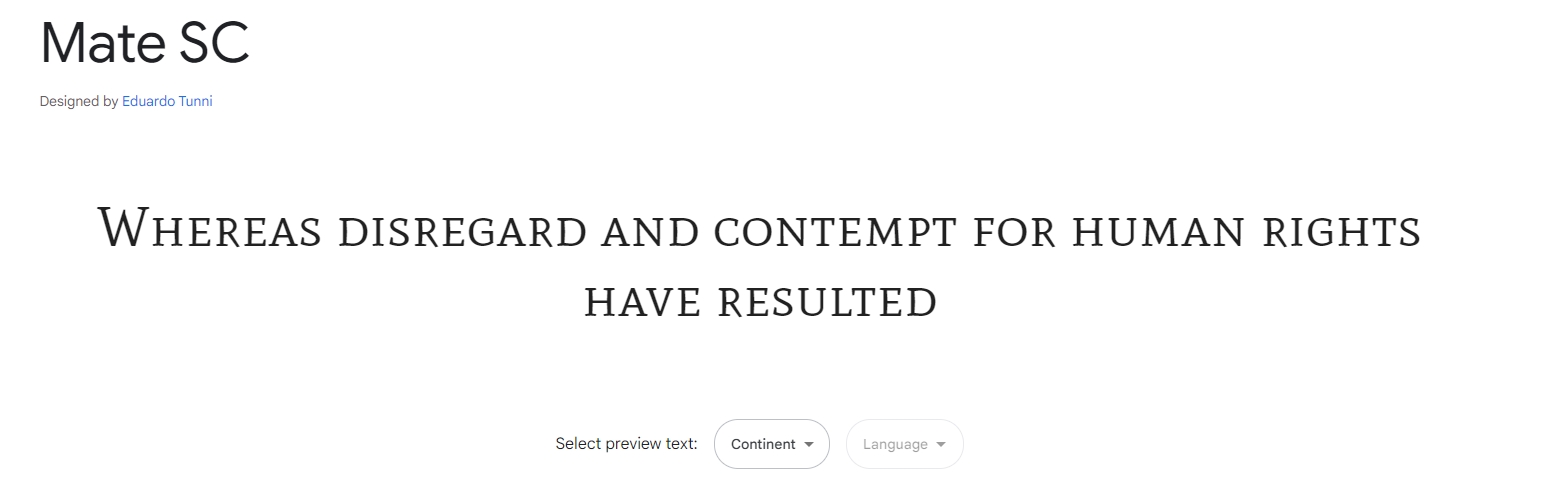 Mate SC
Designed by Eduardo Tunni
Whereas disregard and contempt for human rights
have resulted
Select preview text: Continent Language